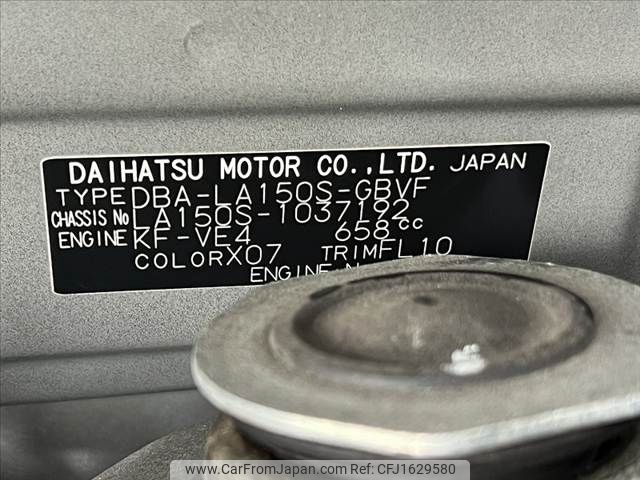 DAIHATSU MOTOR CO.,LTD. JAPAN
TYPE DBA-LA150S-GBVF
CHASSIS No LA150S-1037192
ENGINE KF-VE4 658cc
COLOR X07 TRIM FL10
ENGINE
www.CarFromJapan.com Ref: CFJ1629580